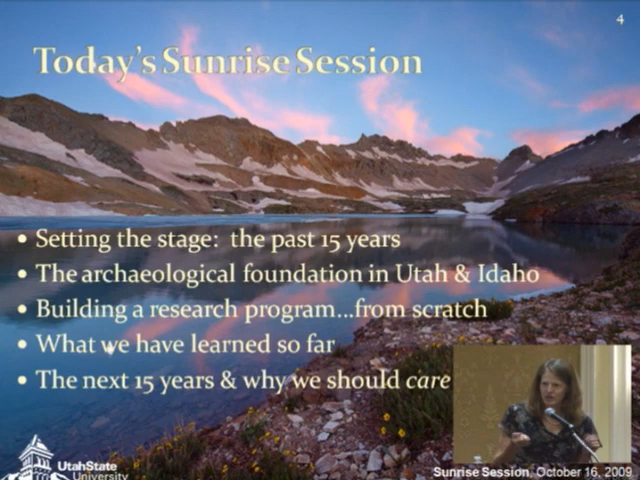 4
Today's Sunrise Session
• Setting the stage: the past 15 years
• The archaeological foundation in Utah & Idaho
• Building a research program...from scratch
• What we have learned so far
• The next 15 years & why we should care
UtahState
University
Sunrise Session, October 16, 2009